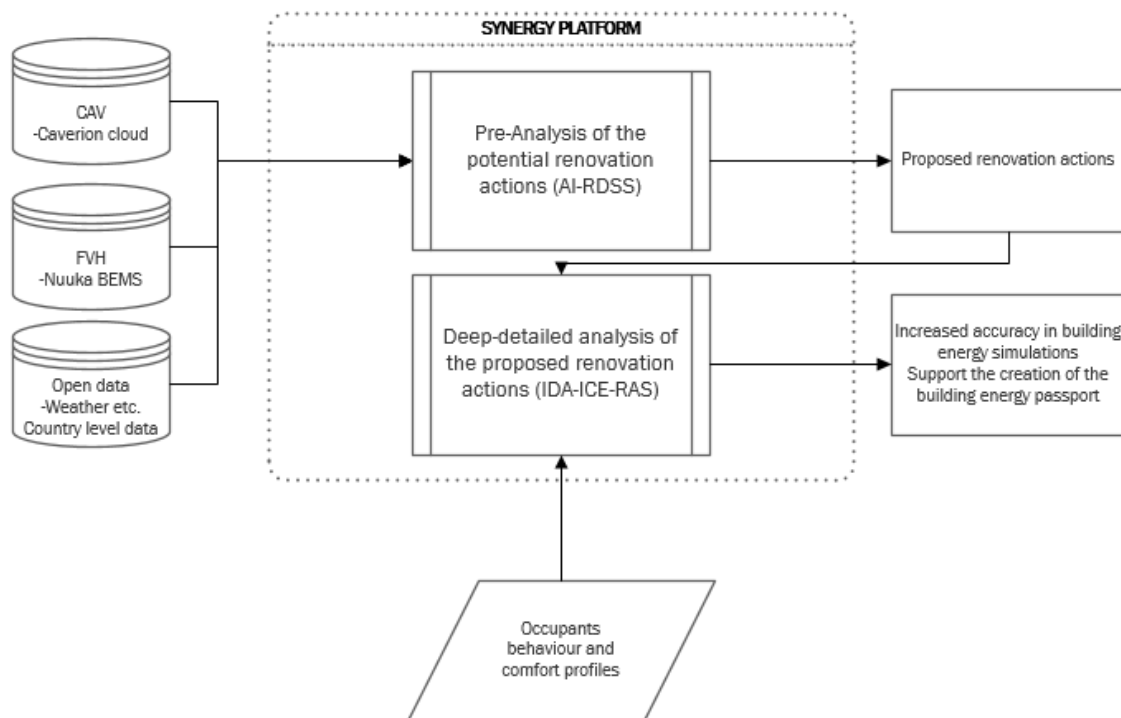 SYNERGY PLATFORM
CAV
-Caverion cloud
Pre-Analysis of the
potential renovation
actions (AI-RDSS)
Proposed renovation actions
FVH
-Nuuka BEMS
Deep-detailed analysis of
the proposed renovation
actions (IDA-ICE-RAS)
Increased accuracy in building
energy simulations
Support the creation of the
building energy passport
Open data
-Weather etc.
Country level data
Occupants
behaviour and
comfort profiles